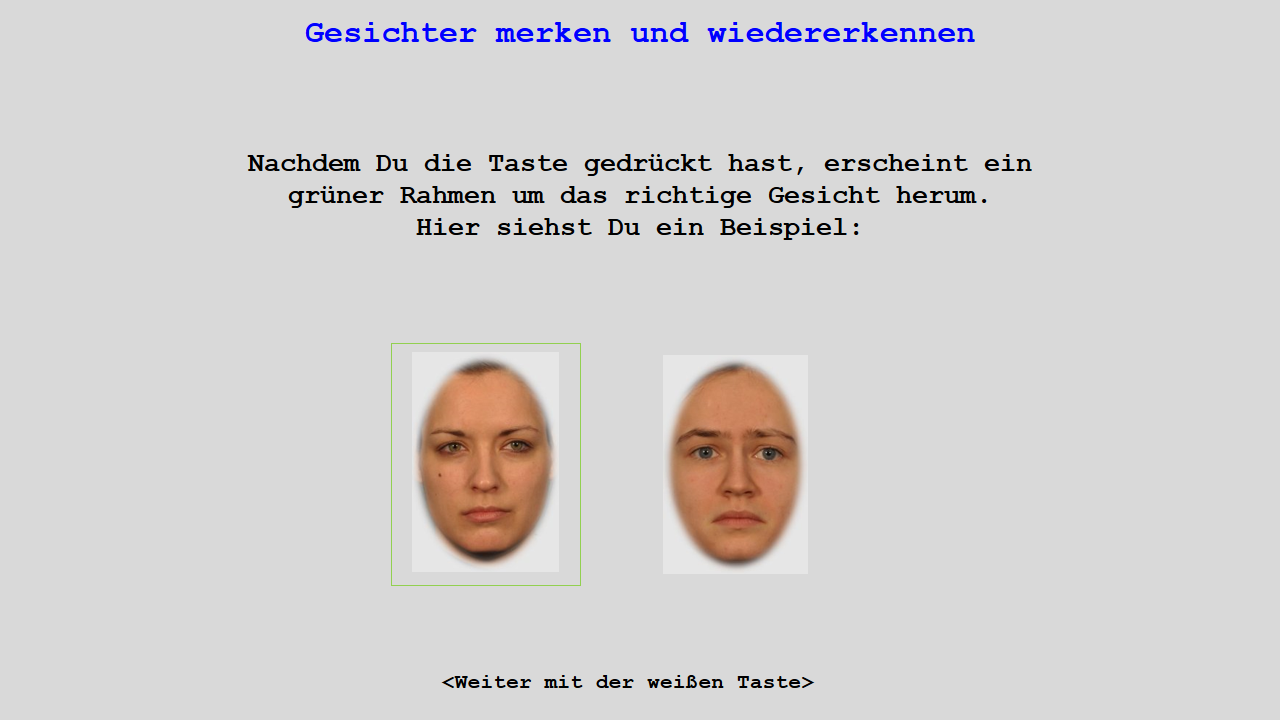 Gesichter merken und wiedererkennen
Nachdem Du die Taste gedrückt hast, erscheint ein
grüner Rahmen um das richtige Gesicht herum.
Hier siehst Du ein Beispiel:
<Weiter mit der weißen Taste>